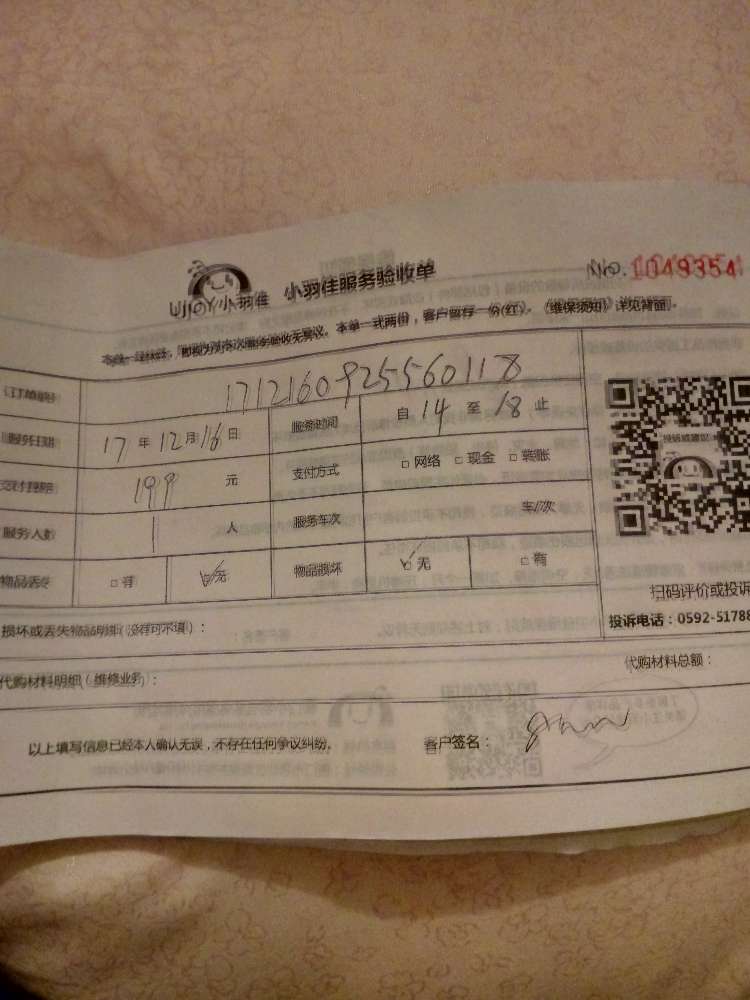 UJOY小羽佳 小羽佳服务验收单 No. 1049354
本单一经核签，即视为对本次服务验收无异议。本单一式两份，客户留存一份(红)。《维保须知》详见背面。
订单编号 1712160925560118
服务日期 17 年 12 月 16 日 服务时间 自 14 至 18 止
199 元 支付方式 □ 网络 □ 现金 □ 转账
服务人数 1 人 服务车次 车/次
物品丢失 □ 有 ☑ 无 物品损坏 ☑ 无 □ 有
投诉或建议
扫码评价或投诉
投诉电话：0592-51788
损坏或丢失物品明细(没有可不填)：
代购材料明细(维修业务)： 代购材料总额：
以上填写信息已经本人确认无误，不存在任何争议纠纷。 客户签名：